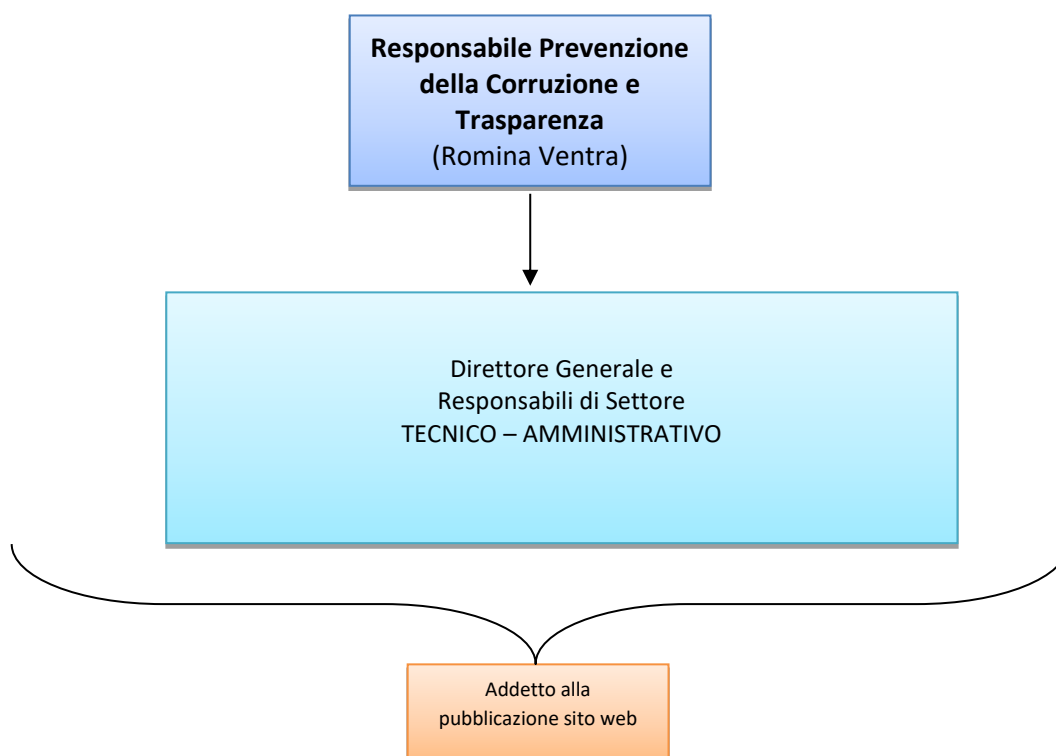 Responsabile Prevenzione
della Corruzione e
Trasparenza
(Romina Ventra)
Direttore Generale e
Responsabili di Settore
TECNICO – AMMINISTRATIVO
Addetto alla
pubblicazione sito web